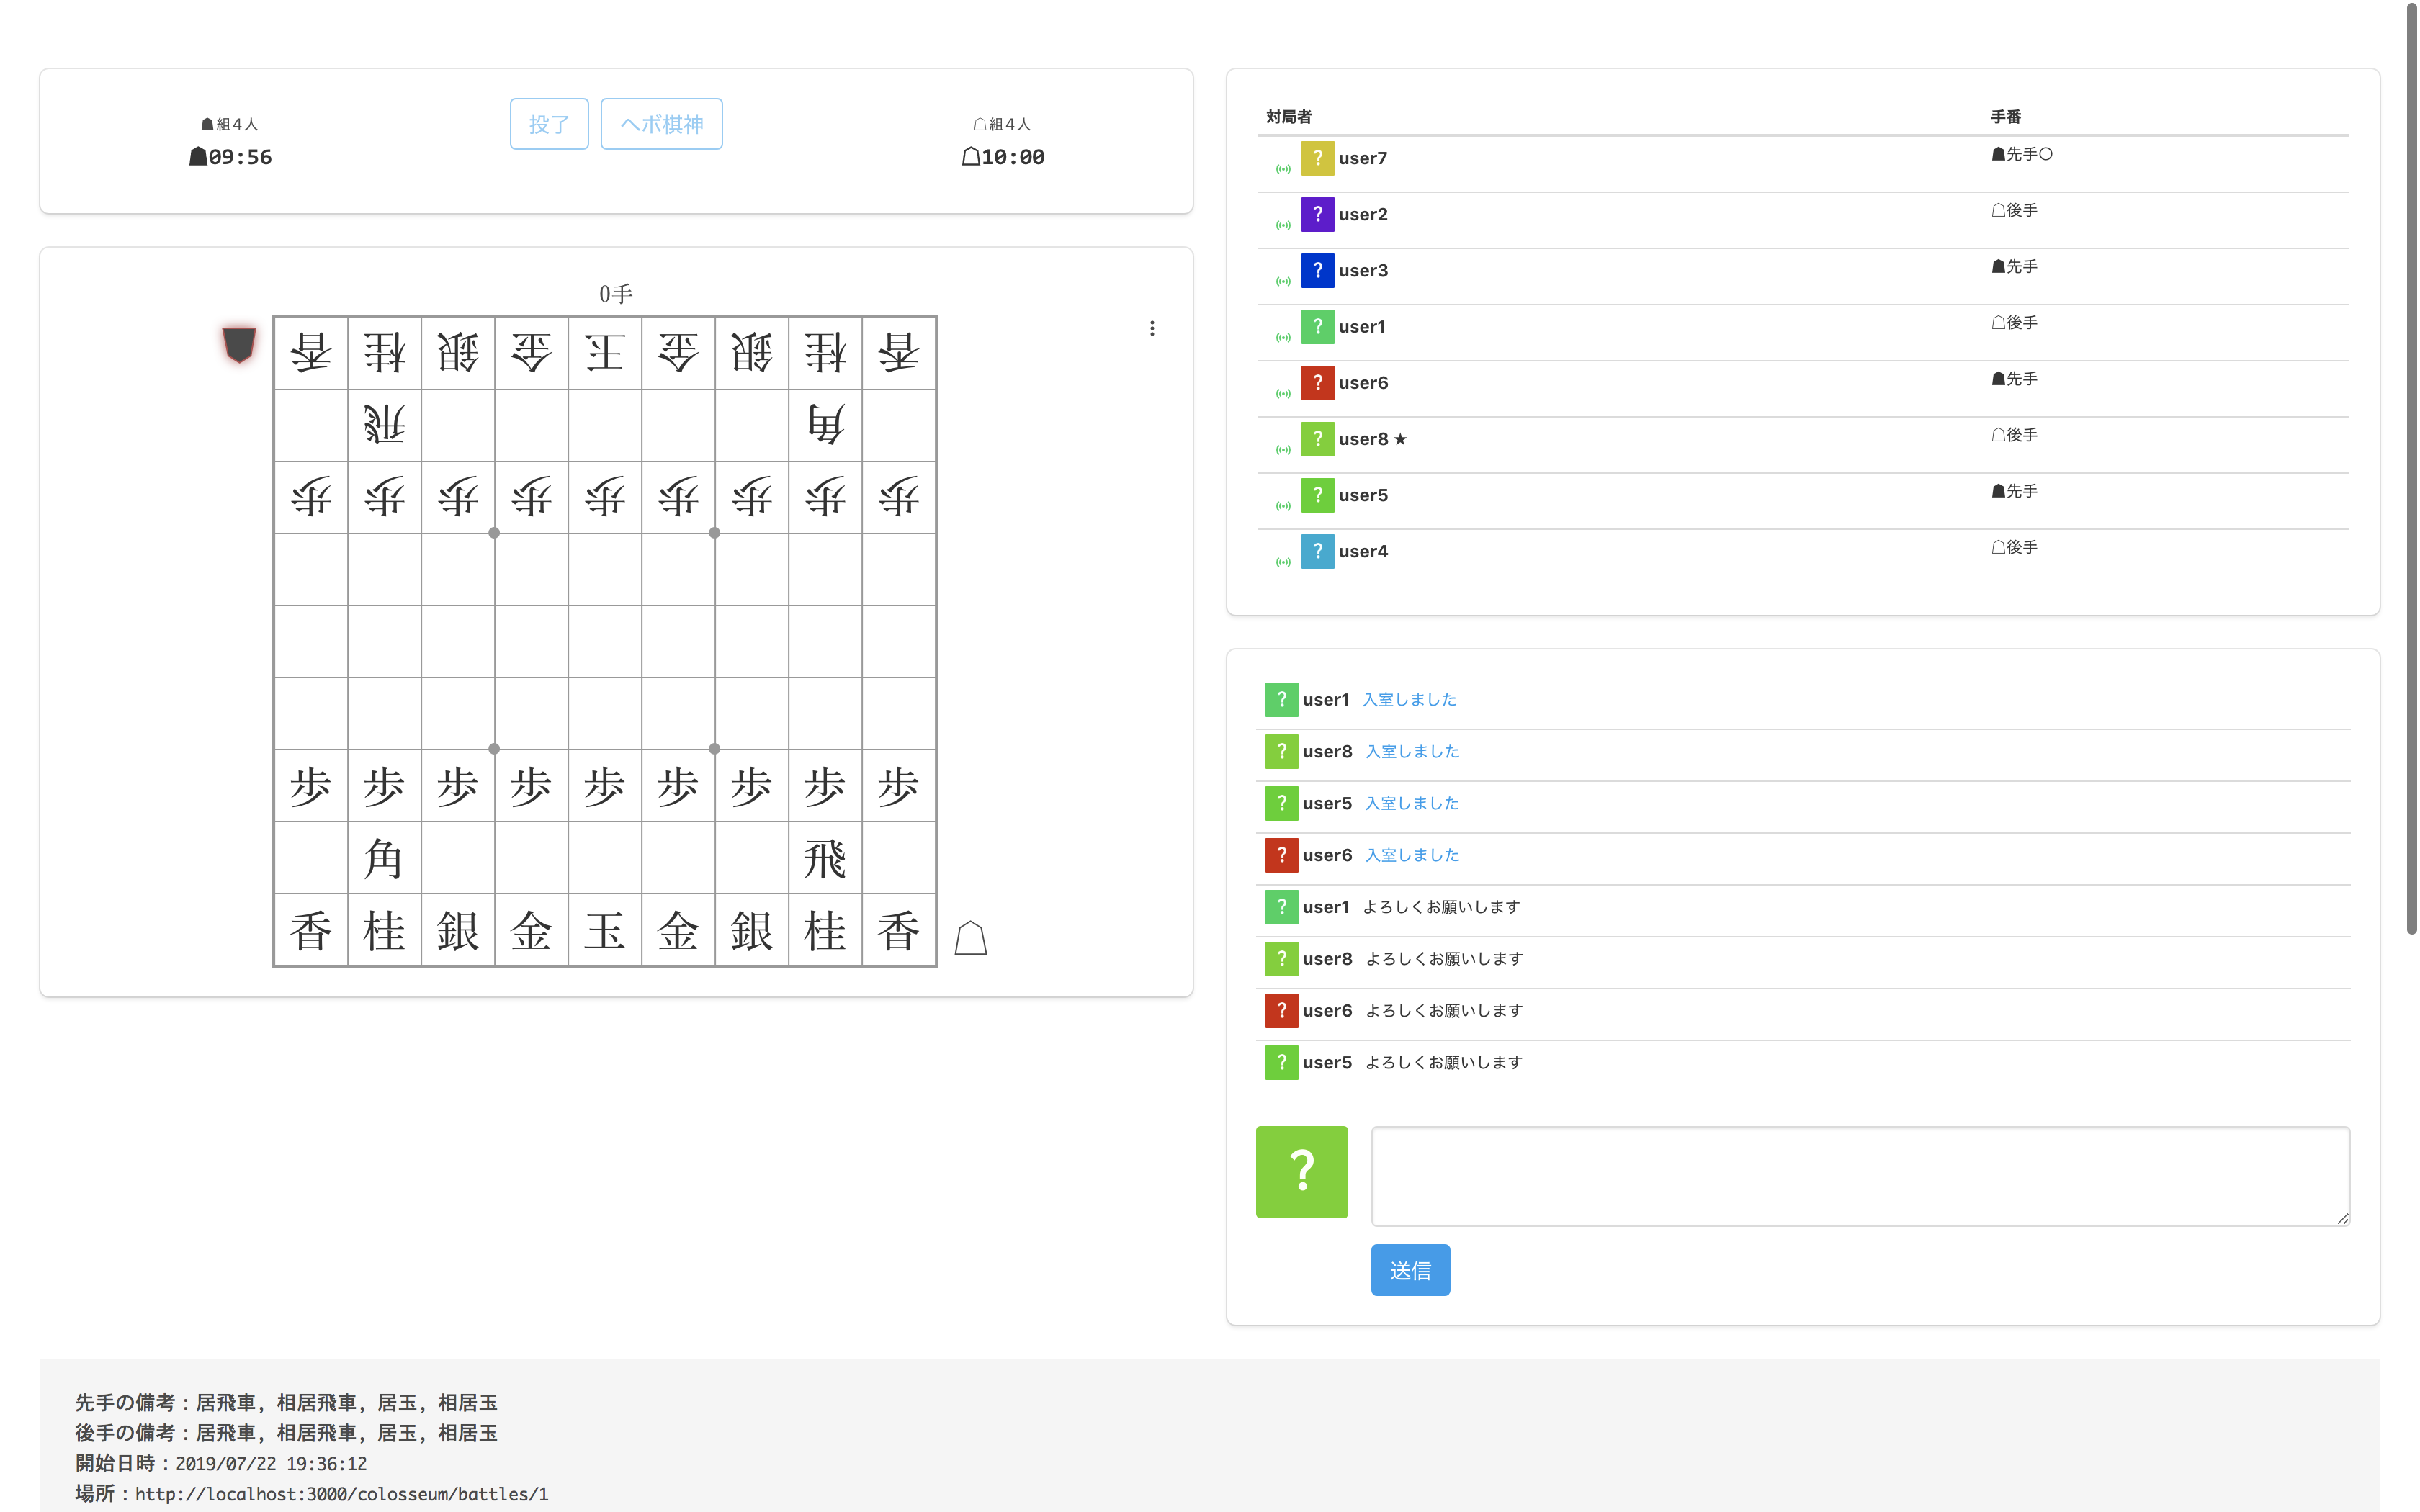 ☗組４人
☗09:56
投了
ヘボ棋神
☖組４人
☖10:00
0手
香桂銀金玉金銀桂香
飛角
歩歩歩歩歩歩歩歩歩
歩歩歩歩歩歩歩歩歩
角飛
香桂銀金玉金銀桂香
☗
☖
対局者 手番
? user7 ☗先手○
? user2 ☖後手
? user3 ☗先手
? user1 ☖後手
? user6 ☗先手
? user8 ★ ☖後手
? user5 ☗先手
? user4 ☖後手
? user1 入室しました
? user8 入室しました
? user5 入室しました
? user6 入室しました
? user1 よろしくお願いします
? user8 よろしくお願いします
? user6 よろしくお願いします
? user5 よろしくお願いします
?
送信
先手の備考：居飛車, 相居飛車, 居玉, 相居玉
後手の備考：居飛車, 相居飛車, 居玉, 相居玉
開始日時：2019/07/22 19:36:12
場所：http://localhost:3000/colosseum/battles/1